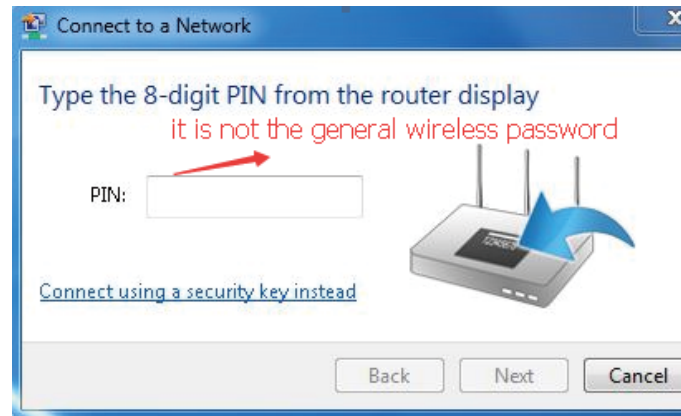 Connect to a Network
X
Type the 8-digit PIN from the router display
it is not the general wireless password
PIN:
Connect using a security key instead
Back Next Cancel